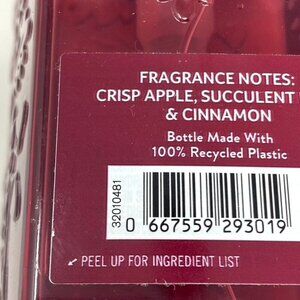 FRAGRANCE NOTES:
CRISP APPLE, SUCCULENT
& CINNAMON
Bottle Made With
100% Recycled Plastic
32010481
0 667559 293019
PEEL UP FOR INGREDIENT LIST